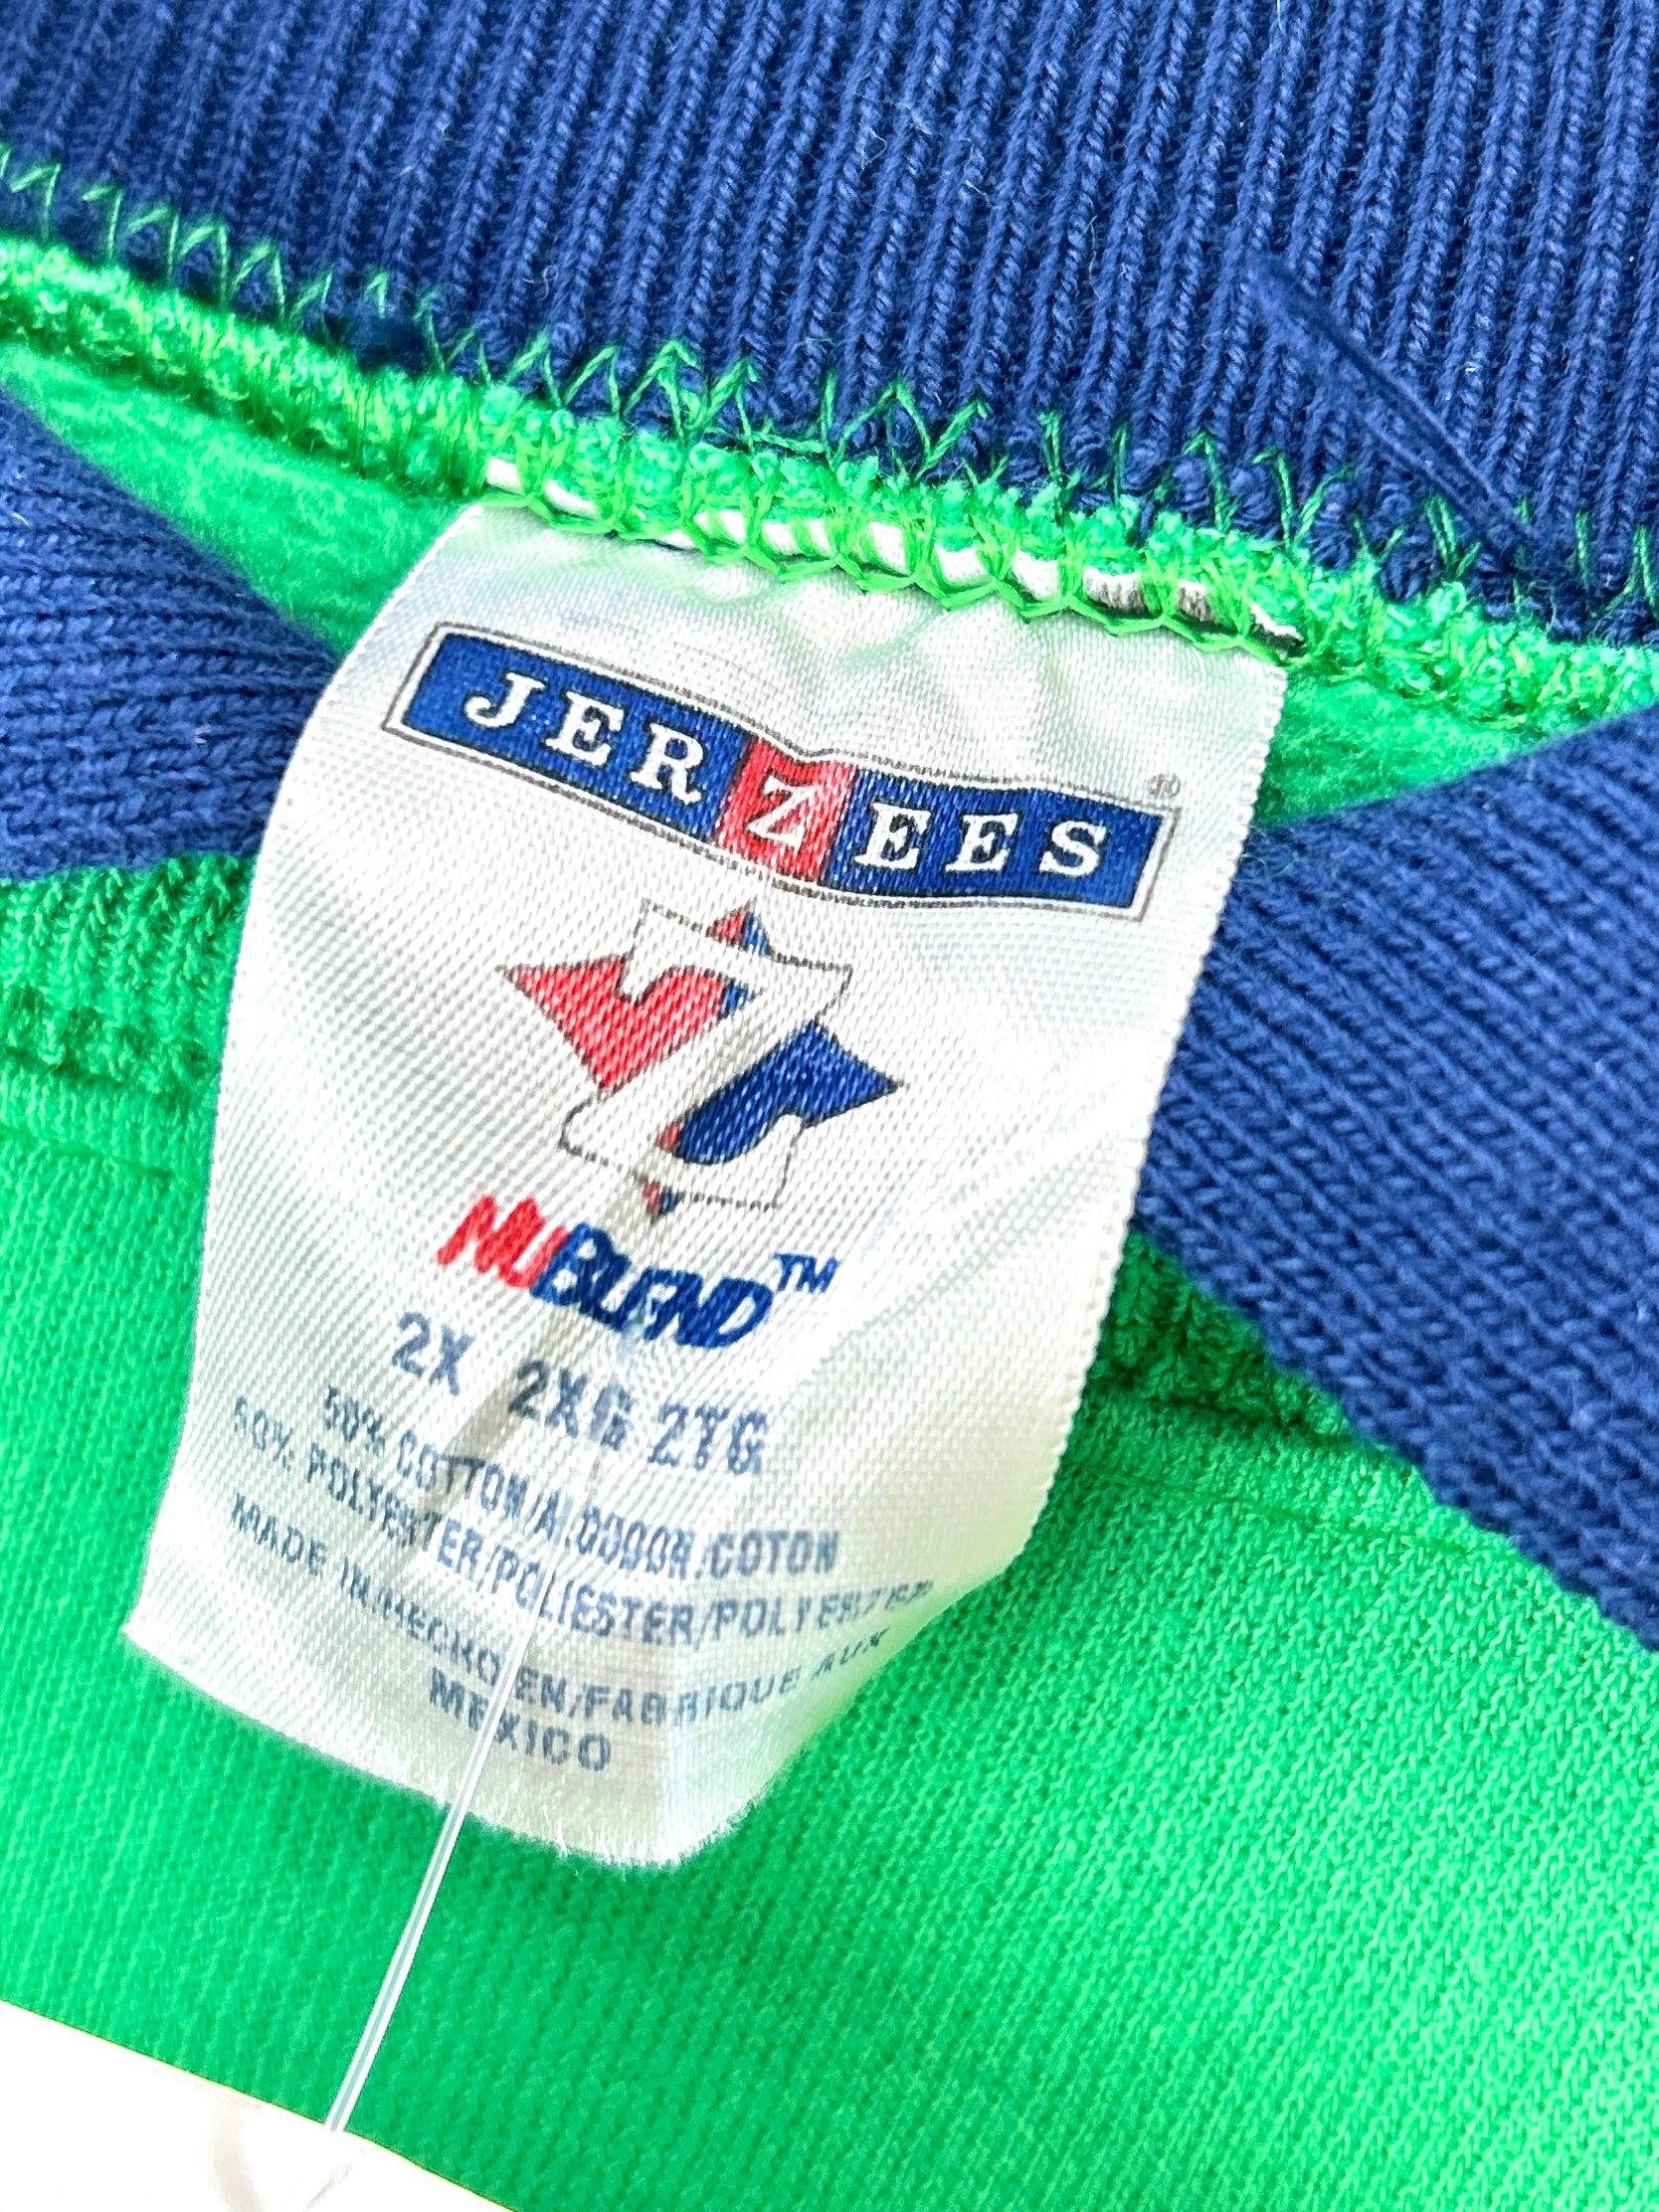 JERZEES®
Z
NUBLEND™
2X 2XG 2TG
50% COTTON/ALGODON/COTON
50% POLYESTER/POLIESTER/POLYESTER
MADE IN/HECHO EN/FABRIQUE AUX
MEXICO